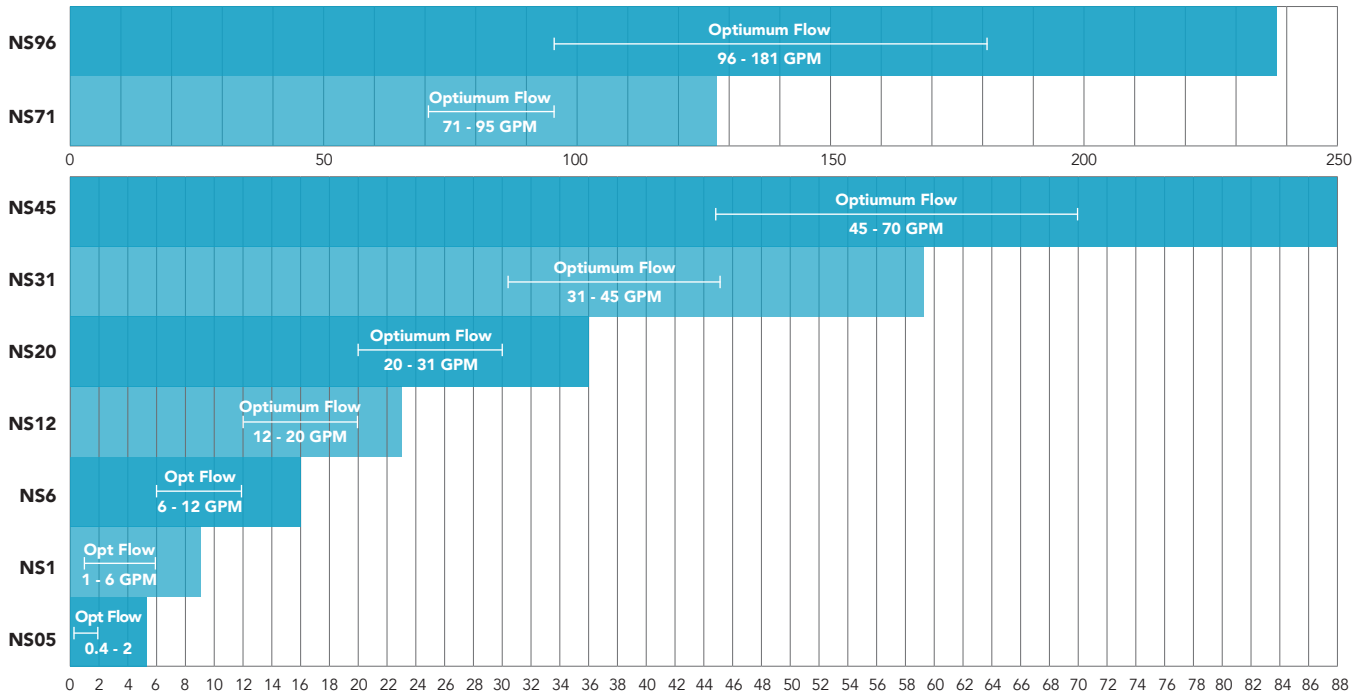 NS96
Optiumum Flow
96 - 181 GPM
NS71
Optiumum Flow
71 - 95 GPM
0 50 100 150 200 250
NS45
Optiumum Flow
45 - 70 GPM
NS31
Optiumum Flow
31 - 45 GPM
NS20
Optiumum Flow
20 - 31 GPM
NS12
Optiumum Flow
12 - 20 GPM
NS6
Opt Flow
6 - 12 GPM
NS1
Opt Flow
1 - 6 GPM
NS05
Opt Flow
0.4 - 2
0 2 4 6 8 10 12 14 16 18 20 22 24 26 28 30 32 34 36 38 40 42 44 46 48 50 52 54 56 58 60 62 64 66 68 70 72 54 76 78 80 82 84 86 88